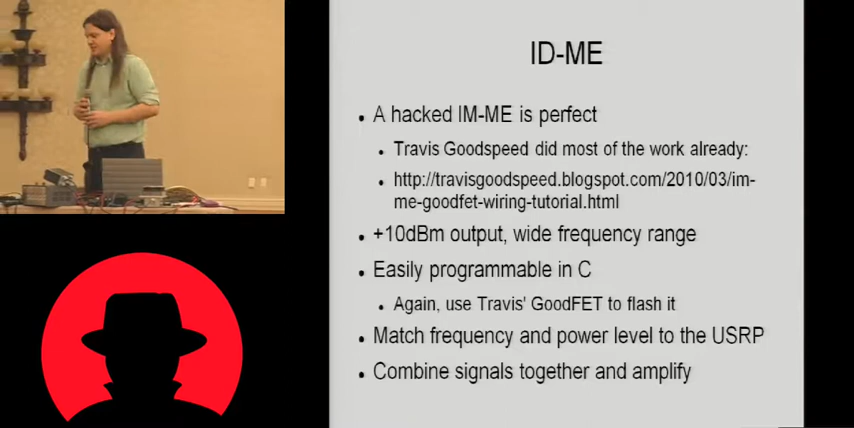 ID-ME
• A hacked IM-ME is perfect
• Travis Goodspeed did most of the work already:
• http://travisgoodspeed.blogspot.com/2010/03/im-
me-goodfet-wiring-tutorial.html
• +10dBm output, wide frequency range
• Easily programmable in C
• Again, use Travis' GoodFET to flash it
• Match frequency and power level to the USRP
• Combine signals together and amplify